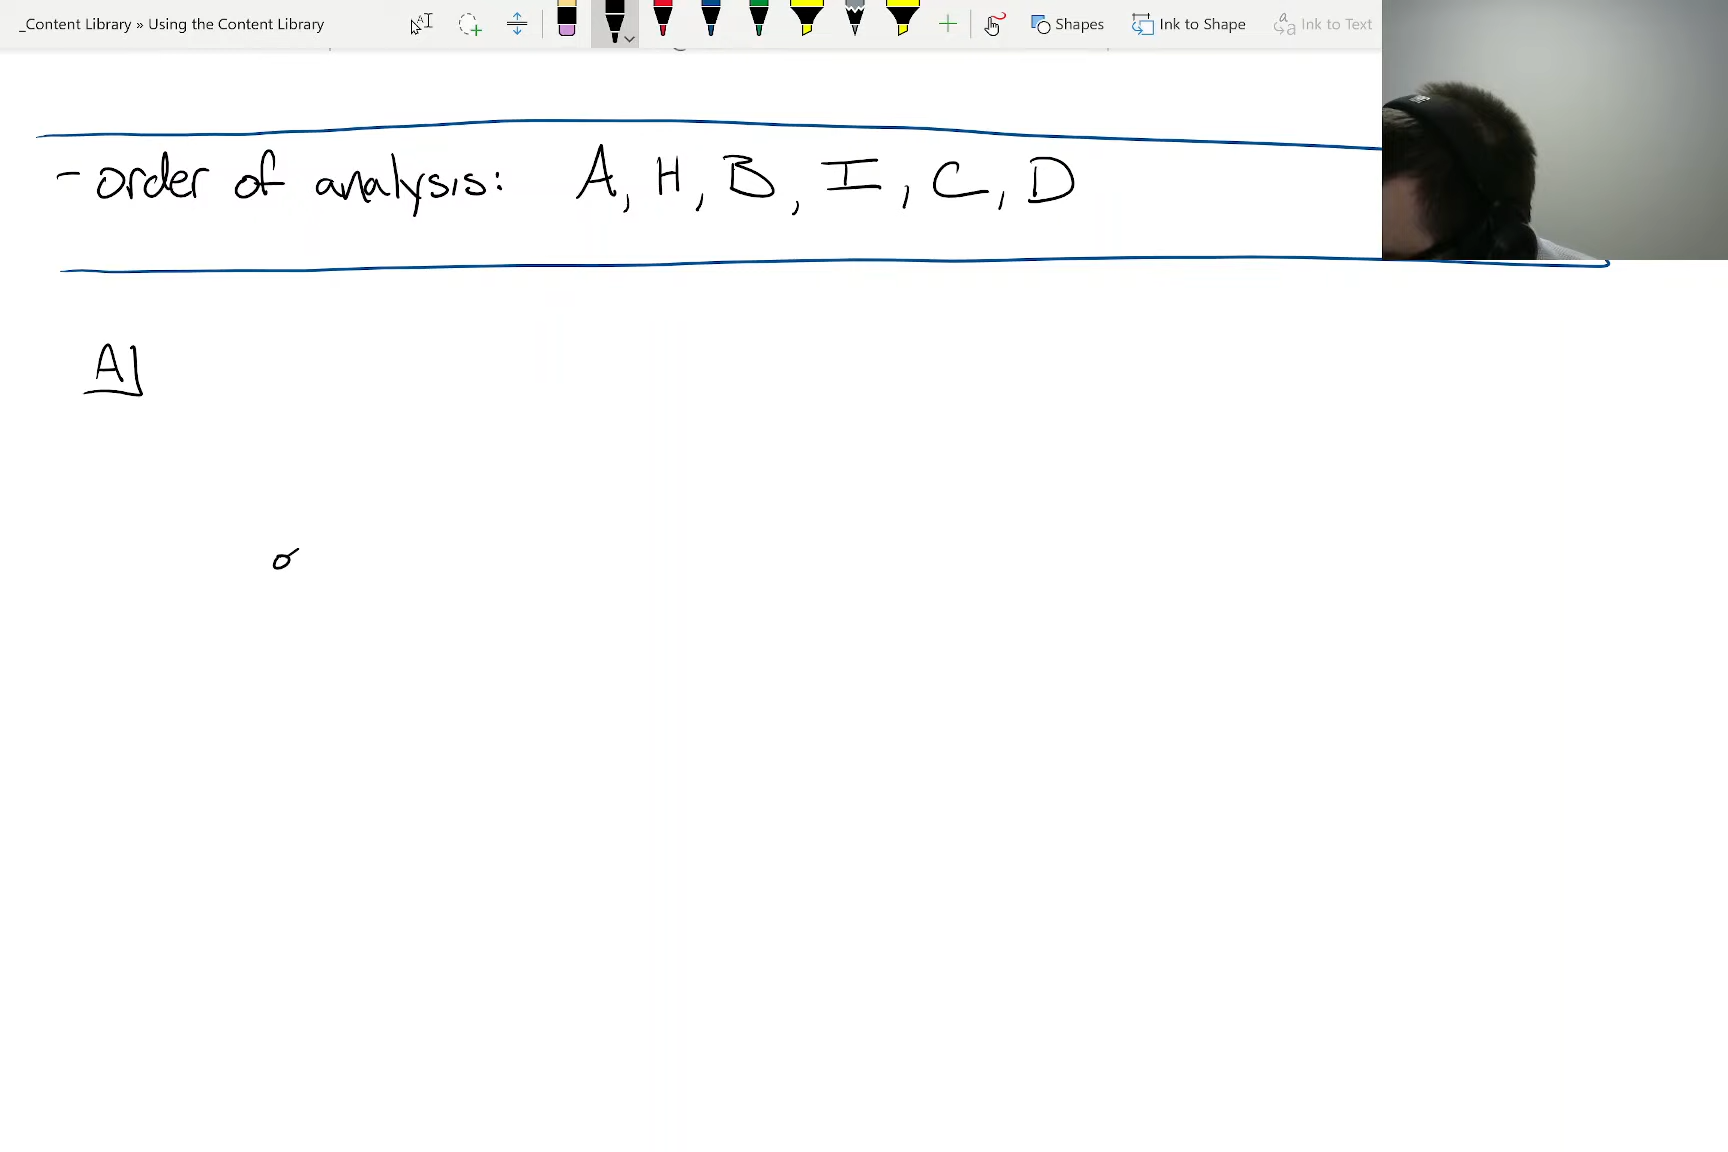 _Content Library » Using the Content Library
Shapes
Ink to Shape
Ink to Text
- order of analysis: A, H, B, I, C, D
A